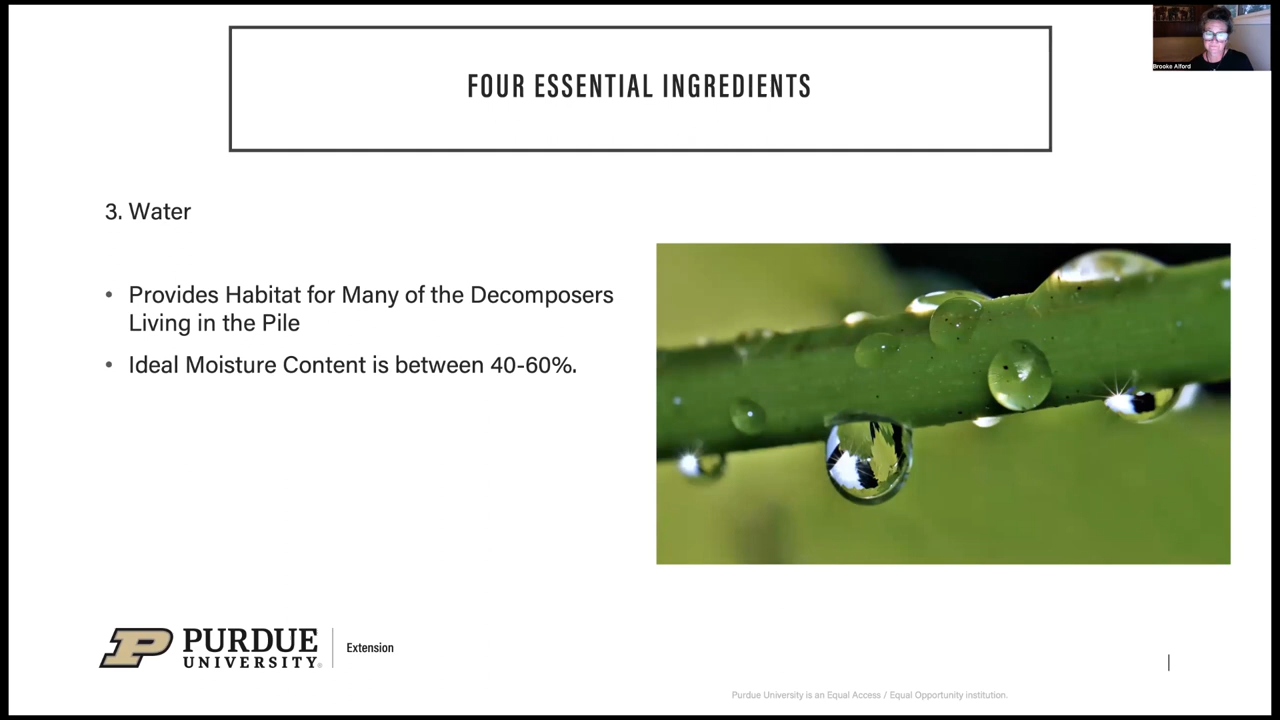 Brooke Alford
FOUR ESSENTIAL INGREDIENTS
3. Water
• Provides Habitat for Many of the Decomposers
Living in the Pile
• Ideal Moisture Content is between 40-60%.
P PURDUE
UNIVERSITY®
Extension
Purdue University is an Equal Access / Equal Opportunity institution.